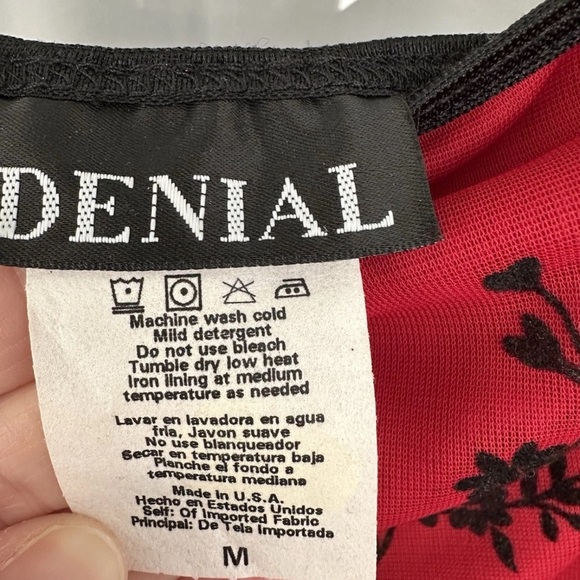 DENIAL
Machine wash cold
Mild detergent
Do not use bleach
Tumble dry low heat
Iron lining at medium
temperature as needed
Lavar en lavadora en agua
fria, Javon suave
No use blanqueador
Secar en temperatura baja
Planche el fondo a
temperatura mediana
Made in U.S.A.
Hecho en Estados Unidos
Self: Of Imported Fabric
Principal: De Tela Importada
M